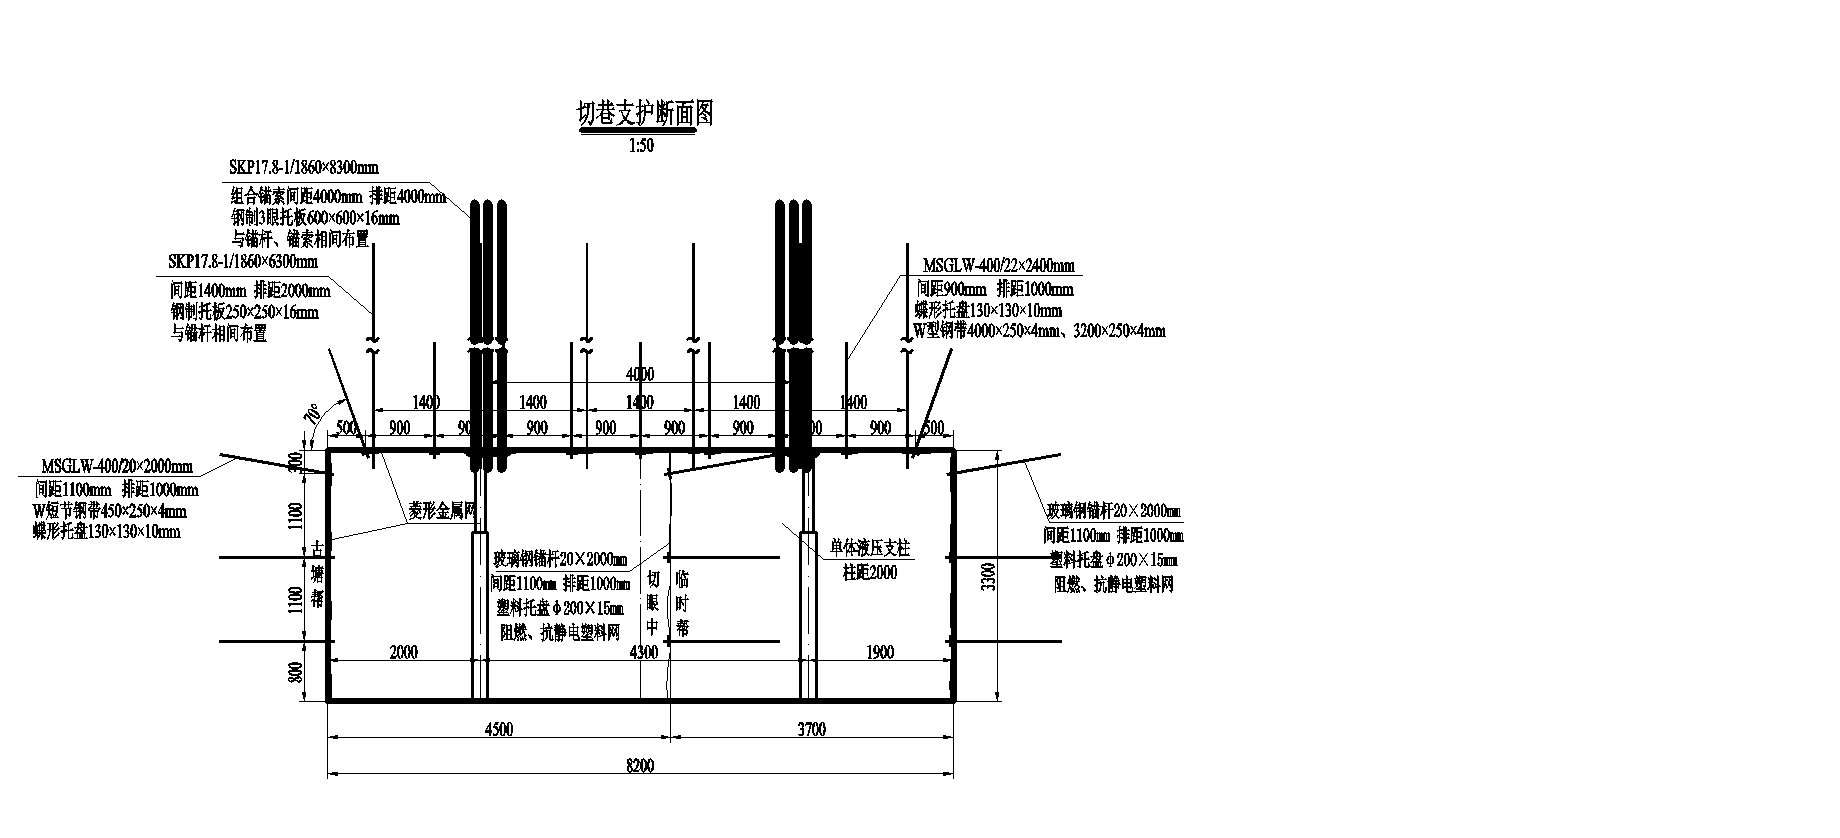 切巷支护断面图
1:50
SKP17.8-1/1860×8300mm
组合锚索间距4000mm 排距4000mm
钢制3眼托板600×600×16mm
与锚杆、锚索相间布置
SKP17.8-1/1860×6300mm
间距1400mm 排距2000mm
钢制托板250×250×16mm
与锚杆相间布置
MSGLW-400/22×2400mm
间距900mm 排距1000mm
蝶形托盘130×130×10mm
W型钢带4000×250×4mm、3200×250×4mm
4000
1400 1400 1400 1400 1400
70°
500 900 900 900 900 900 900 900 500
MSGLW-400/20×2000mm
间距1100mm 排距1000mm
W短节钢带450×250×4mm
蝶形托盘130×130×10mm
300
1100
1100
800
菱形金属网
古塘帮
玻璃钢锚杆20×2000mm
间距1100mm 排距1000mm
塑料托盘φ200×15mm
阻燃、抗静电塑料网
切眼中
临时帮
单体液压支柱
柱距2000
玻璃钢锚杆20×2000mm
间距1100mm 排距1000mm
塑料托盘φ200×15mm
阻燃、抗静电塑料网
3300
2000 4300 1900
4500 3700
8200